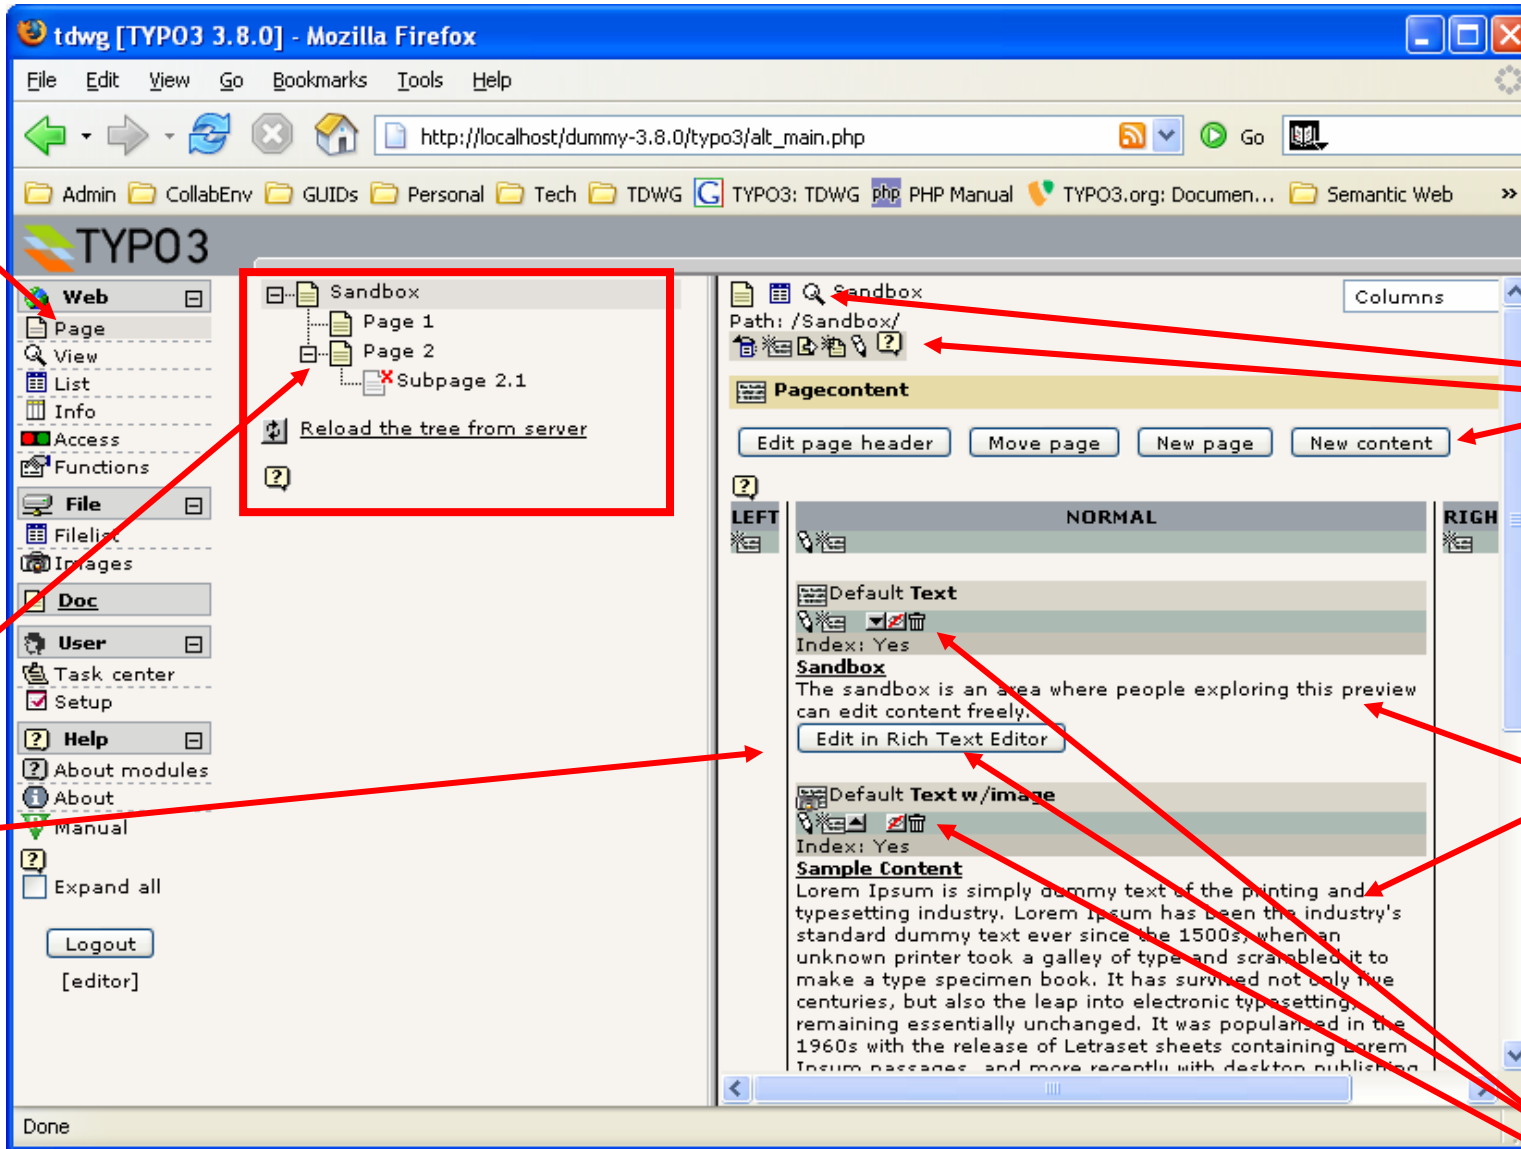 tdwg [TYPO3 3.8.0] - Mozilla Firefox
File Edit View Go Bookmarks Tools Help
http://localhost/dummy-3.8.0/typo3/alt_main.php Go
Admin CollabEnv GUIDs Personal Tech TDWG G TYPO3: TDWG php PHP Manual TYPO3.org: Documen... Semantic Web »
TYPO3
Web
Page
View
List
Info
Access
Functions
File
Filelist
Images
Doc
User
Task center
Setup
Help
About modules
About
Manual
Expand all
Logout
[editor]
Sandbox
Page 1
Page 2
Subpage 2.1
Reload the tree from server
Sandbox
Columns
Path: /Sandbox/
Pagecontent
Edit page header Move page New page New content
LEFT NORMAL RIGH
Default Text
Index: Yes
Sandbox
The sandbox is an area where people exploring this preview
can edit content freely.
Edit in Rich Text Editor
Default Text w/image
Index: Yes
Sample Content
Lorem Ipsum is simply dummy text of the printing and
typesetting industry. Lorem Ipsum has been the industry's
standard dummy text ever since the 1500s, when an
unknown printer took a galley of type and scrambled it to
make a type specimen book. It has survived not only five
centuries, but also the leap into electronic typesetting,
remaining essentially unchanged. It was popularised in the
1960s with the release of Letraset sheets containing Lorem
Ipsum passages, and more recently with desktop publishing
Done